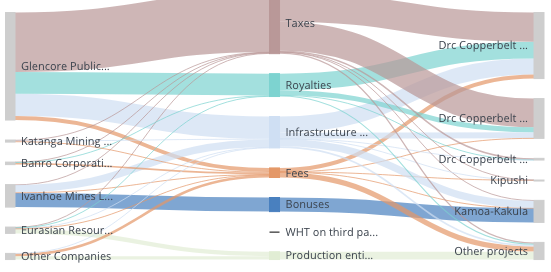 Taxes
Drc Copperbelt ...
Glencore Public...
Royalties
Drc Copperbelt ...
Infrastructure ...
Katanga Mining ...
Drc Copperbelt ...
Banro Corporati...
Fees
Kipushi
Ivanhoe Mines L...
Bonuses
Kamoa-Kakula
Eurasian Resour...
WHT on third pa...
Other projects
Other Companies
Production enti...